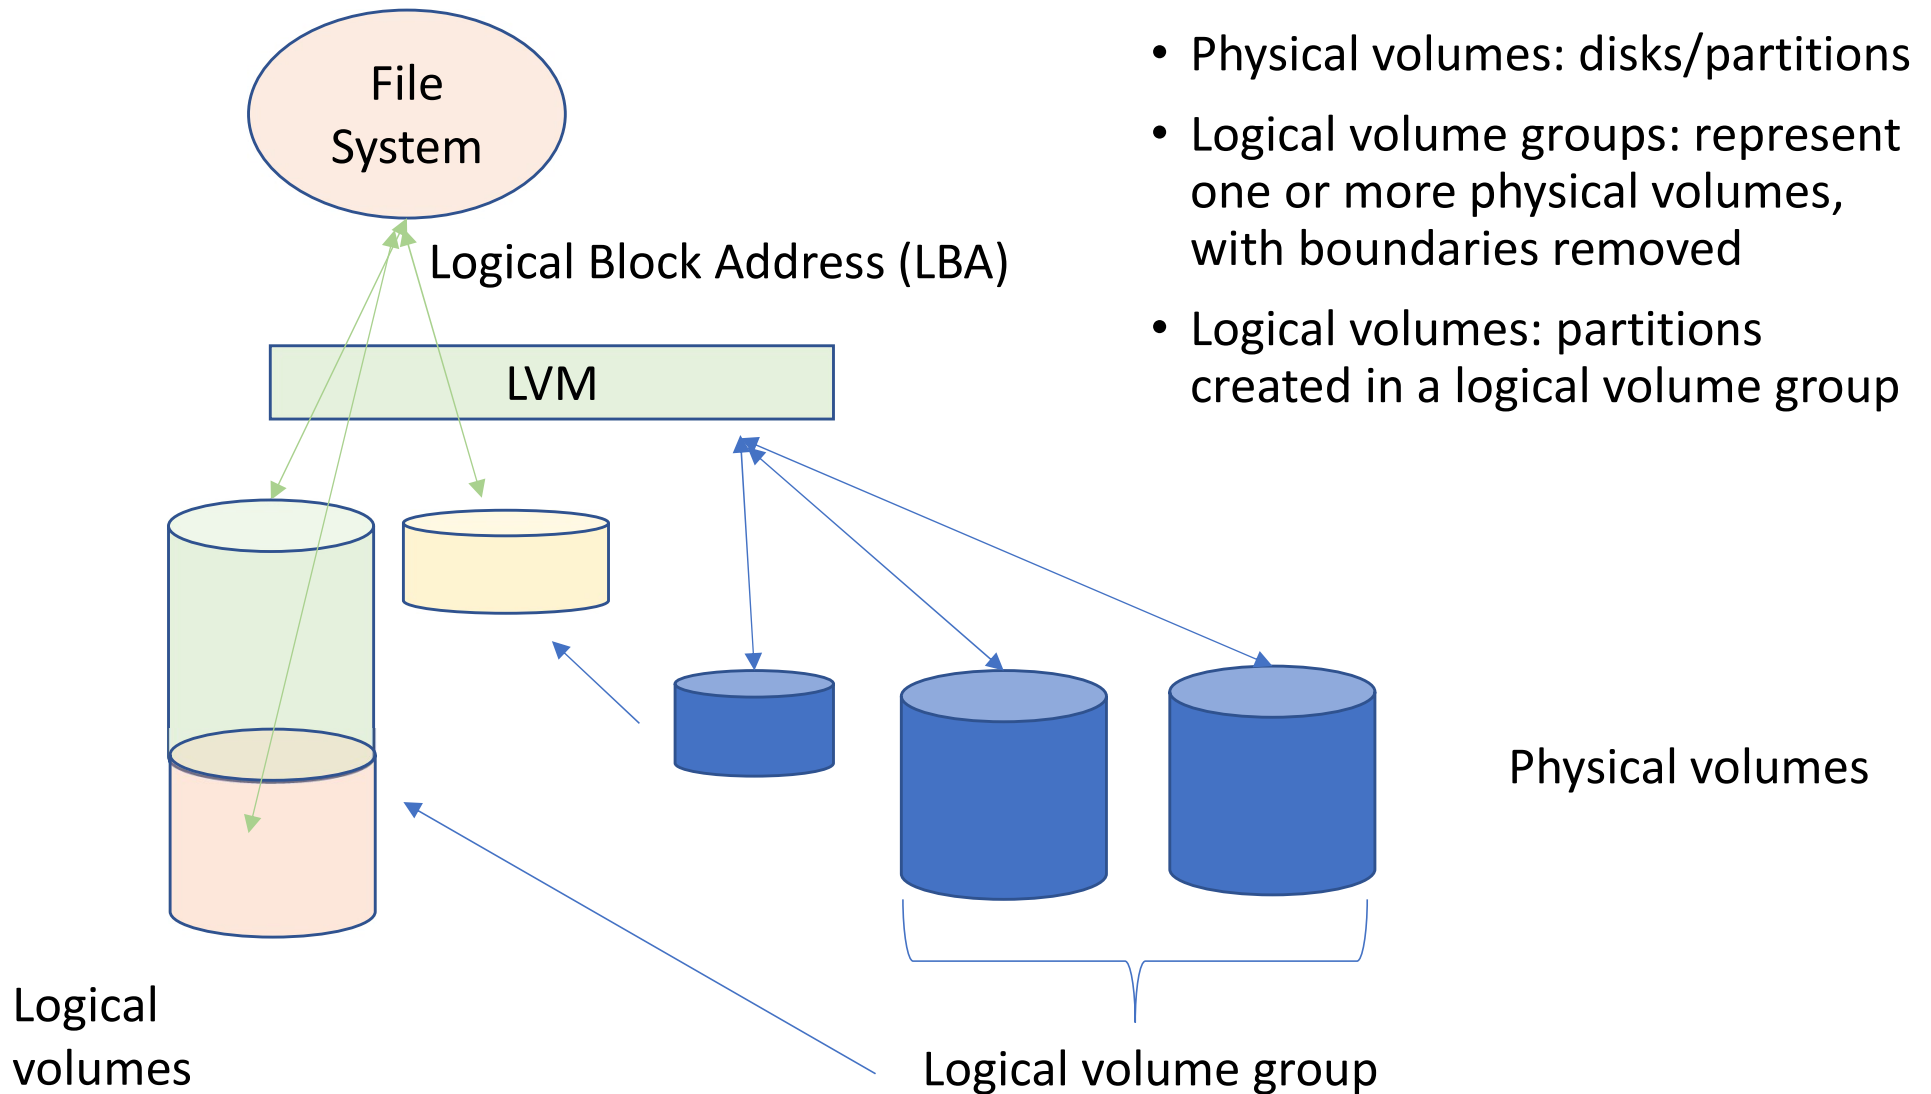 File
System
Logical Block Address (LBA)
LVM
• Physical volumes: disks/partitions
• Logical volume groups: represent
one or more physical volumes,
with boundaries removed
• Logical volumes: partitions
created in a logical volume group
Physical volumes
Logical
volumes
Logical volume group